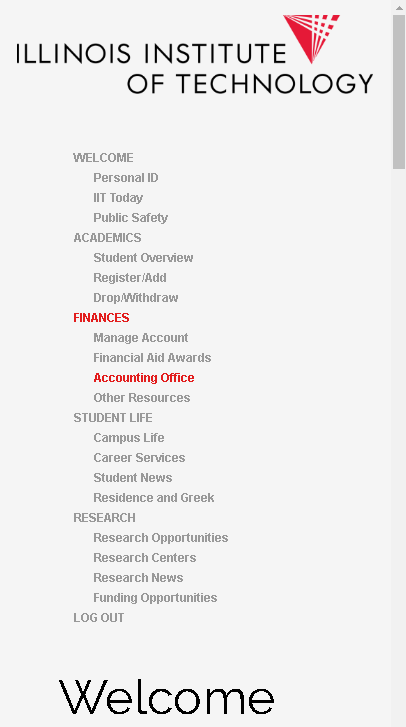 ILLINOIS INSTITUTE
OF TECHNOLOGY
WELCOME
Personal ID
IIT Today
Public Safety
ACADEMICS
Student Overview
Register/Add
Drop/Withdraw
FINANCES
Manage Account
Financial Aid Awards
Accounting Office
Other Resources
STUDENT LIFE
Campus Life
Career Services
Student News
Residence and Greek
RESEARCH
Research Opportunities
Research Centers
Research News
Funding Opportunities
LOG OUT
Welcome